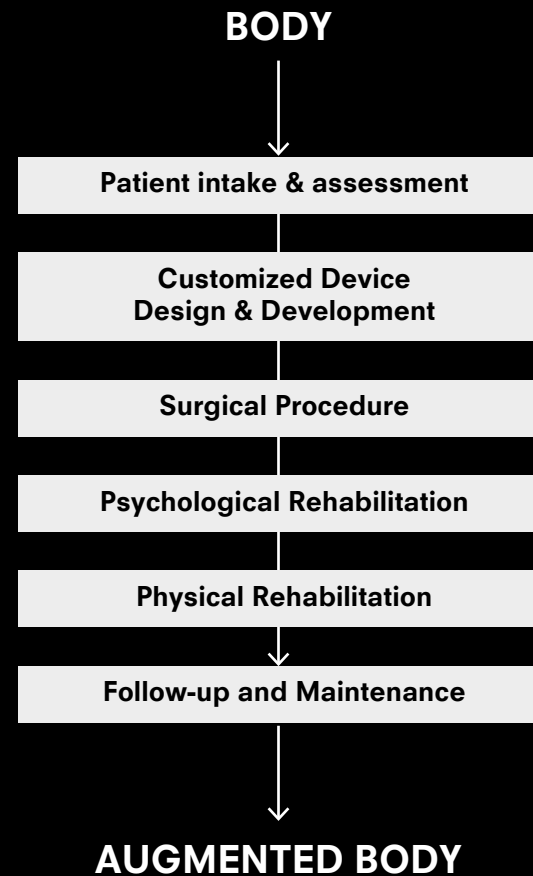 BODY
Patient intake & assessment
Customized Device
Design & Development
Surgical Procedure
Psychological Rehabilitation
Physical Rehabilitation
Follow-up and Maintenance
AUGMENTED BODY